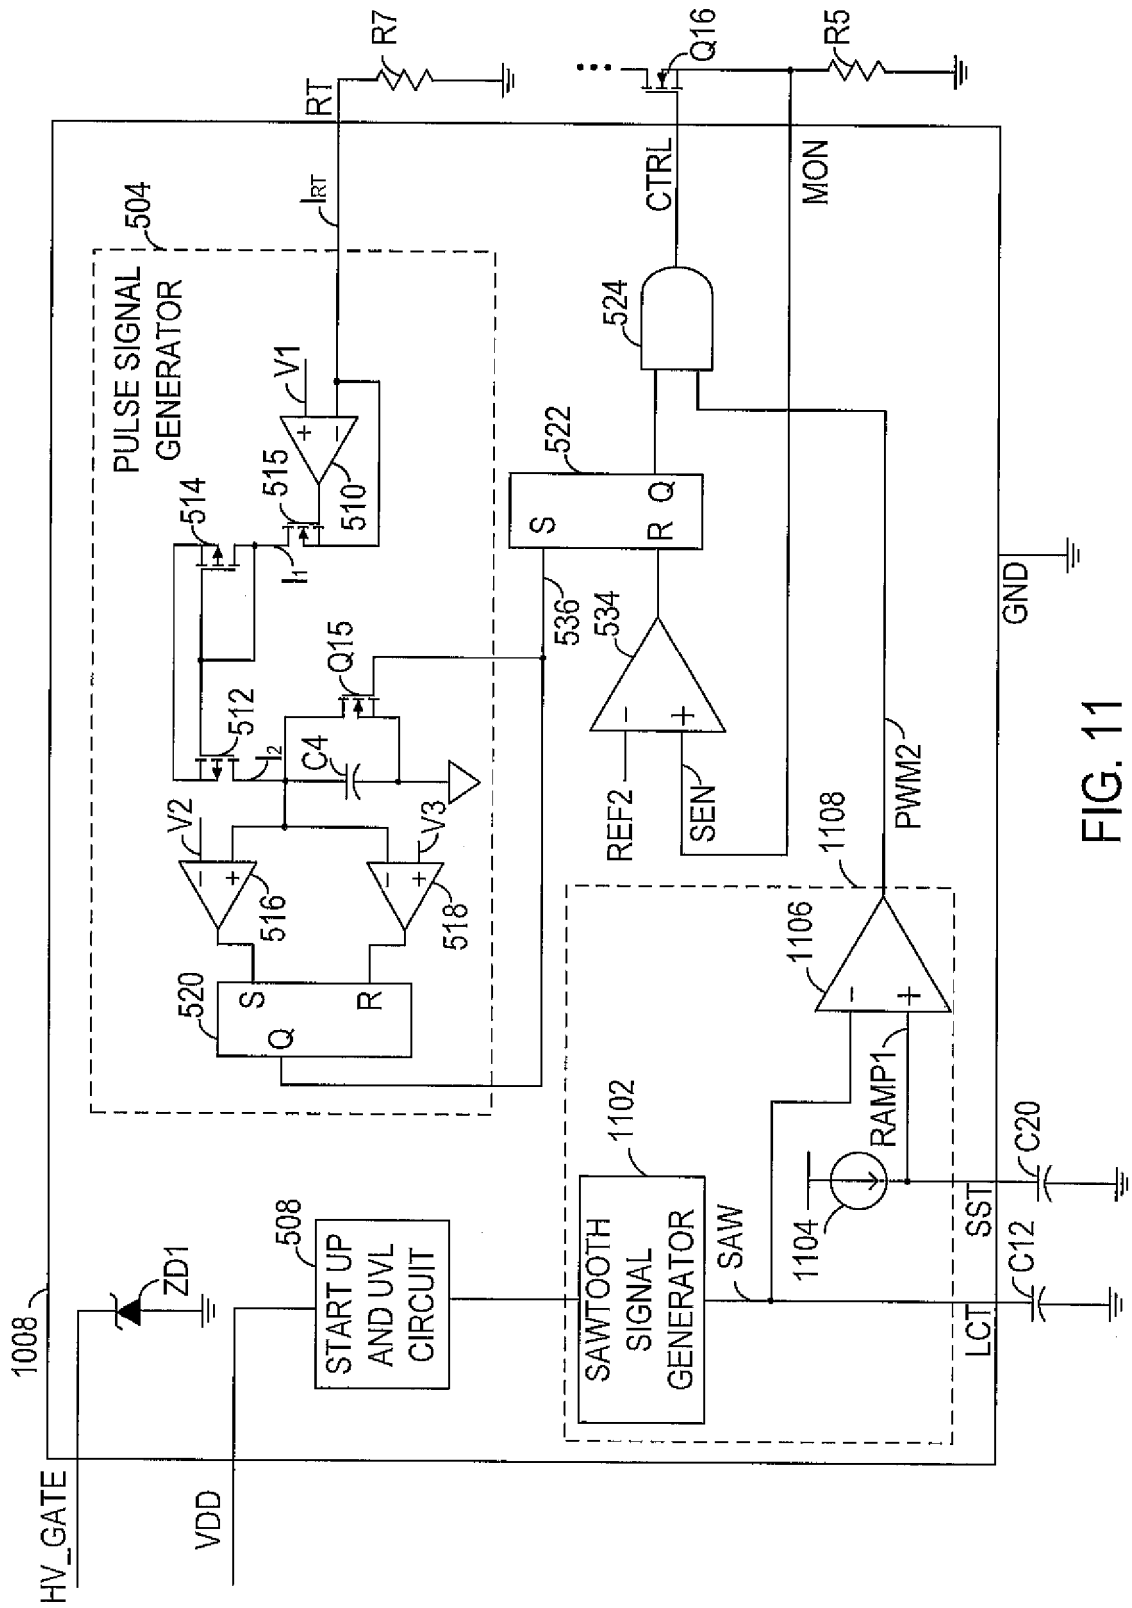 1008
HV_GATE
VDD
ZD1
508
START UP
AND UVL
CIRCUIT
PULSE SIGNAL
GENERATOR
504
520
Q
S
R
516
−
+
V2
518
−
+
V3
512
I2
C4
Q15
514
515
I1
510
+
−
V1
IRT
RT
R7
536
522
S
R
Q
534
−
+
REF2
SEN
524
CTRL
Q16
MON
R5
1102
SAWTOOTH
SIGNAL
GENERATOR
SAW
1104
RAMP1
1106
−
+
1108
PWM2
LCT
C12
SST
C20
GND
FIG. 11